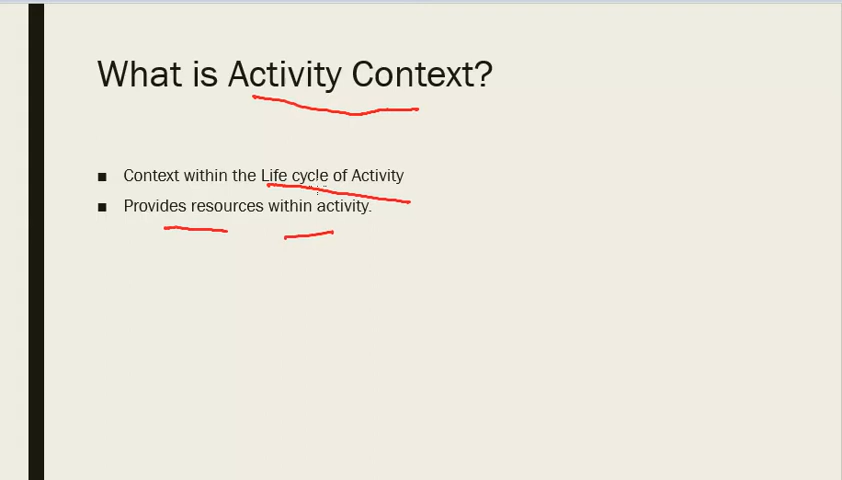 What is Activity Context?
■ Context within the Life cycle of Activity
■ Provides resources within activity.